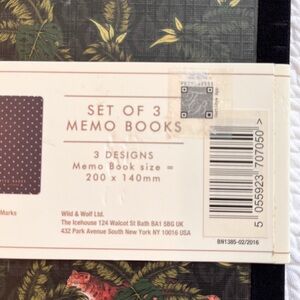 SET OF 3
MEMO BOOKS
3 DESIGNS
Memo Book size =
200 x 140mm
Marks
Wild & Wolf Ltd.
The Icehouse 124 Walcot St Bath BA1 5BG UK
432 Park Avenue South New York NY 10016 USA
5 055923 707050 >
BN1385-02/2016